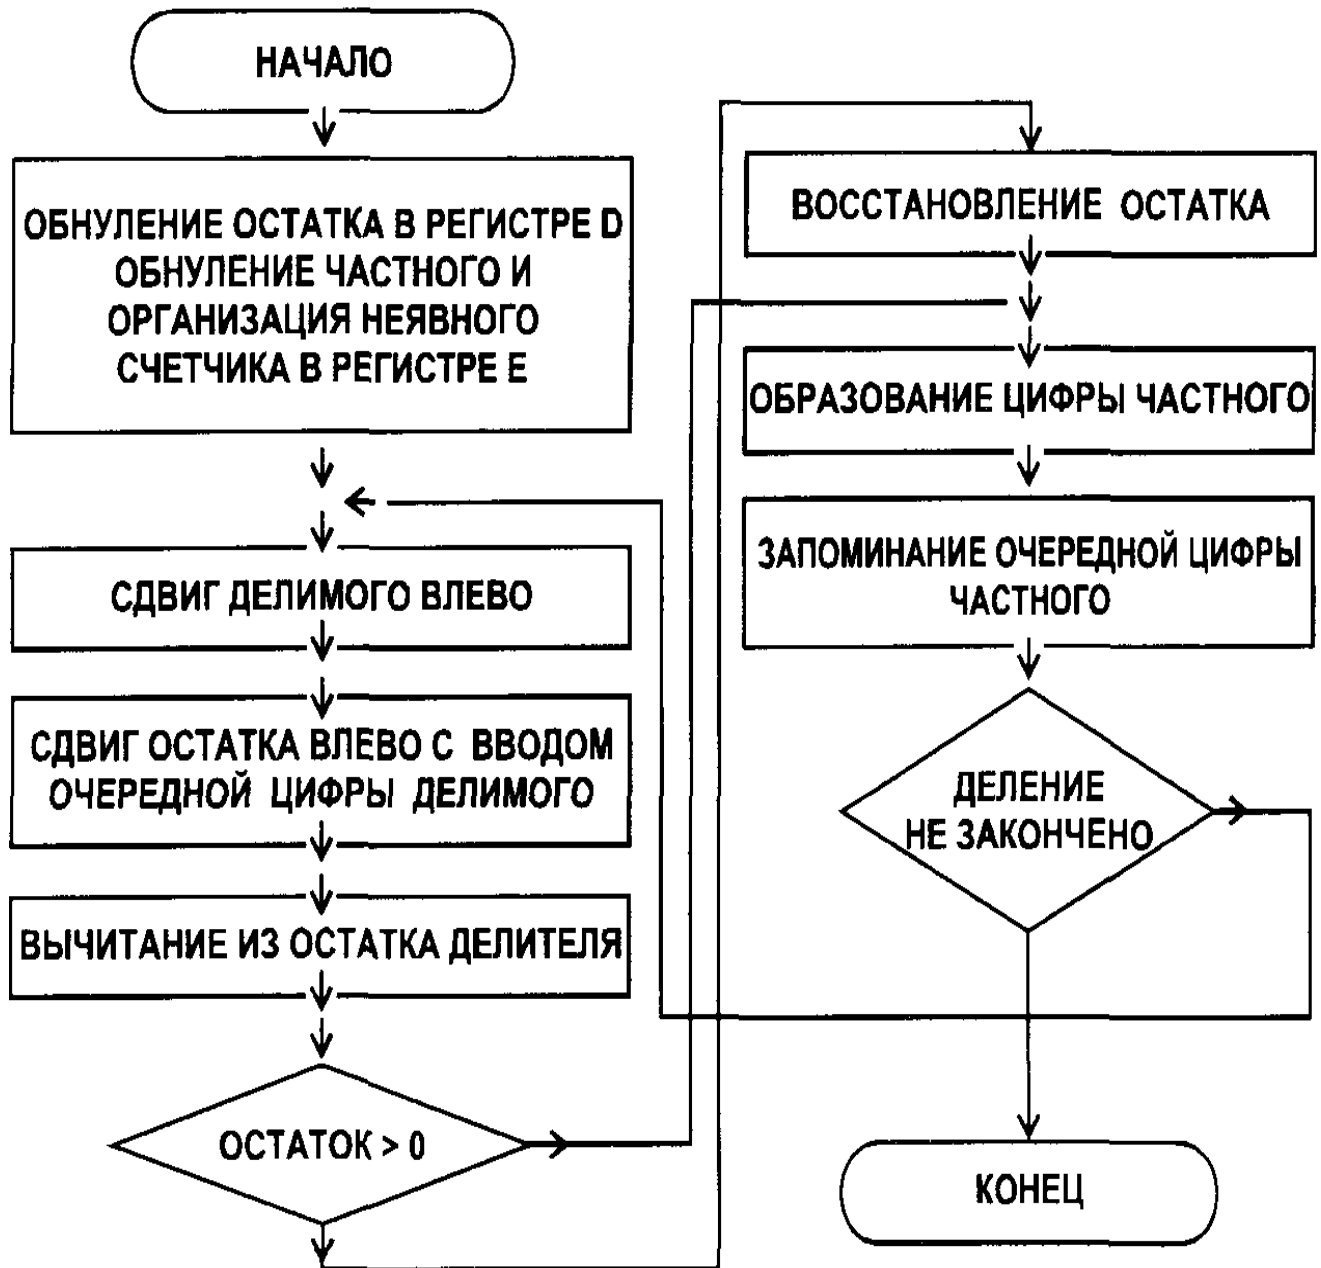 НАЧАЛО
ОБНУЛЕНИЕ ОСТАТКА В РЕГИСТРЕ D
ОБНУЛЕНИЕ ЧАСТНОГО И
ОРГАНИЗАЦИЯ НЕЯВНОГО
СЧЕТЧИКА В РЕГИСТРЕ E
СДВИГ ДЕЛИМОГО ВЛЕВО
СДВИГ ОСТАТКА ВЛЕВО С ВВОДОМ
ОЧЕРЕДНОЙ ЦИФРЫ ДЕЛИМОГО
ВЫЧИТАНИЕ ИЗ ОСТАТКА ДЕЛИТЕЛЯ
ОСТАТОК > 0
ВОССТАНОВЛЕНИЕ ОСТАТКА
ОБРАЗОВАНИЕ ЦИФРЫ ЧАСТНОГО
ЗАПОМИНАНИЕ ОЧЕРЕДНОЙ ЦИФРЫ
ЧАСТНОГО
ДЕЛЕНИЕ
НЕ ЗАКОНЧЕНО
КОНЕЦ